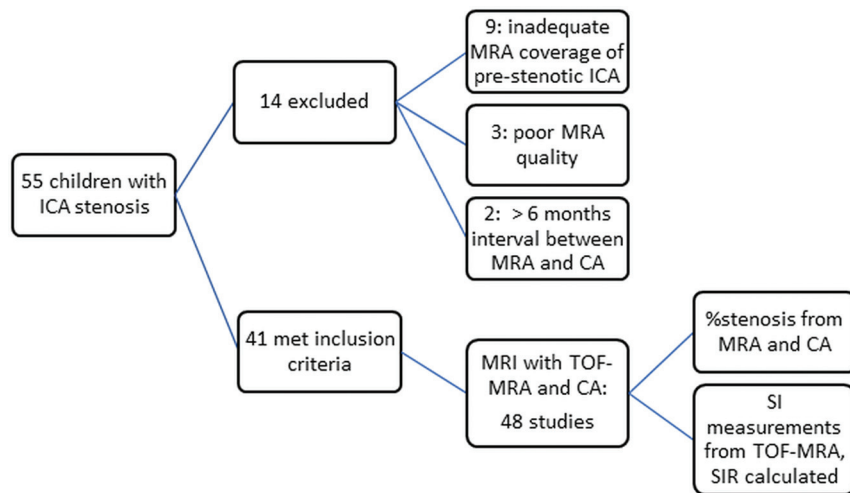 55 children with
ICA stenosis
14 excluded
9: inadequate
MRA coverage of
pre-stenotic ICA
3: poor MRA
quality
2:  > 6 months
interval between
MRA and CA
41 met inclusion
criteria
MRI with TOF-
MRA and CA:
48 studies
%stenosis from
MRA and CA
SI
measurements
from TOF-MRA,
SIR calculated